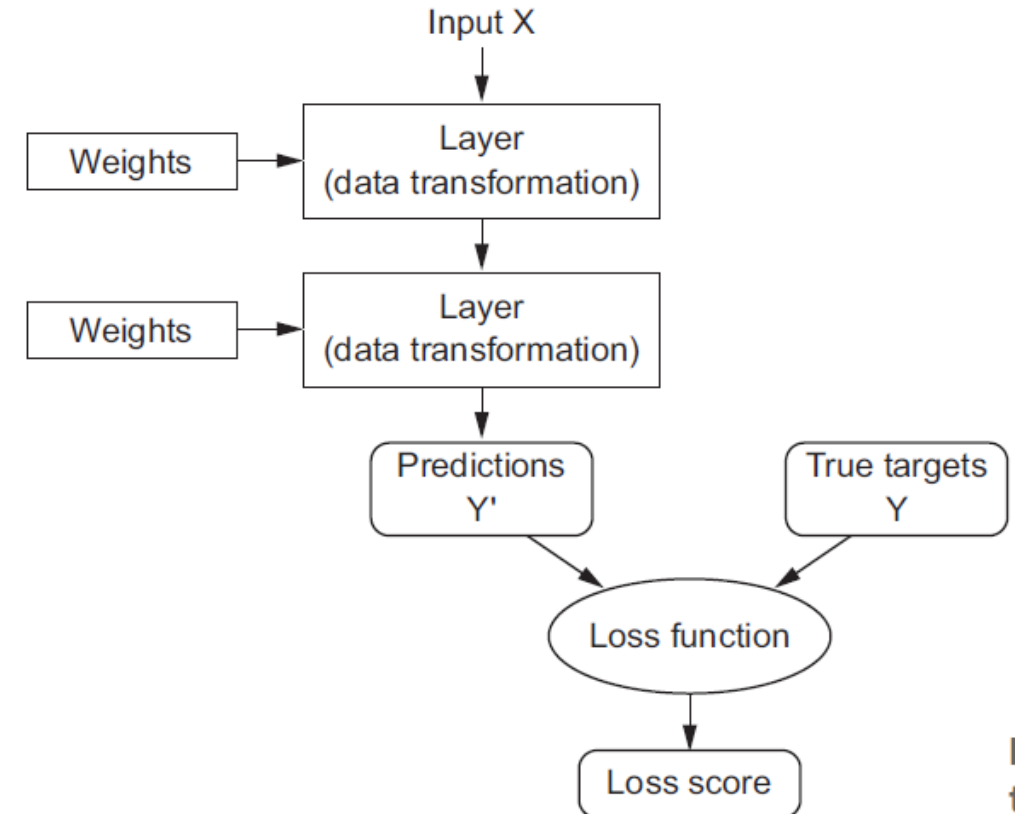 Input X
Weights
Layer
(data transformation)
Weights
Layer
(data transformation)
Predictions
Y'
True targets
Y
Loss function
Loss score